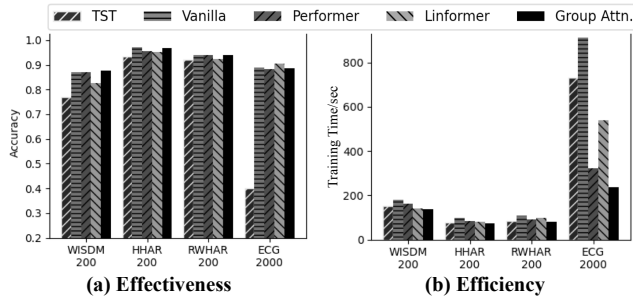 TST Vanilla Performer Linformer Group Attn.
1.0
0.9
0.8
0.7
0.6
0.5
0.4
0.3
0.2
Accuracy
WISDM HHAR RWHAR ECG
200 200 200 2000
(a) Effectiveness
800
600
400
200
0
Training Time/sec
WISDM HHAR RWHAR ECG
200 200 200 2000
(b) Efficiency